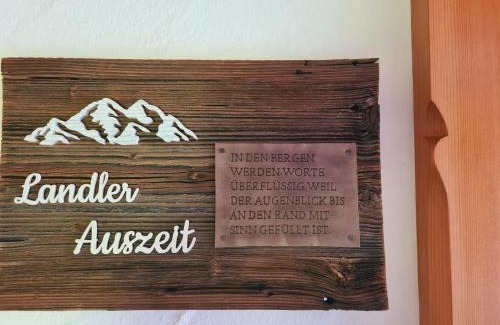 Landler
Auszeit
IN DEN BERGEN
WERDEN WORTE
ÜBERFLÜSSIG WEIL
DER AUGENBLICK BIS
AN DEN RAND MIT
SINN GEFÜLLT IST